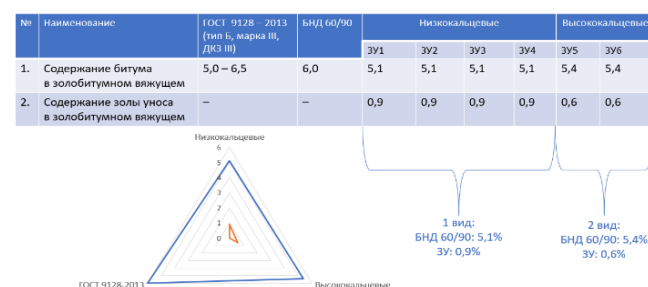 № Наименование ГОСТ 9128 – 2013 (тип Б, марка III, ДКЗ III) БНД 60/90 Низкокальцевые Высококальцевые
ЗУ1 ЗУ2 ЗУ3 ЗУ4 ЗУ5 ЗУ6
1. Содержание битума в золобитумном вяжущем 5,0 – 6,5 6,0 5,1 5,1 5,1 5,1 5,4 5,4
2. Содержание золы уноса в золобитумном вяжущем – – 0,9 0,9 0,9 0,9 0,6 0,6
Низкокальцевые
6
5
4
3
2
1
0
ГОСТ 9128-2013
Высококальцевые
1 вид:
БНД 60/90: 5,1%
ЗУ: 0,9%
2 вид:
БНД 60/90: 5,4%
ЗУ: 0,6%